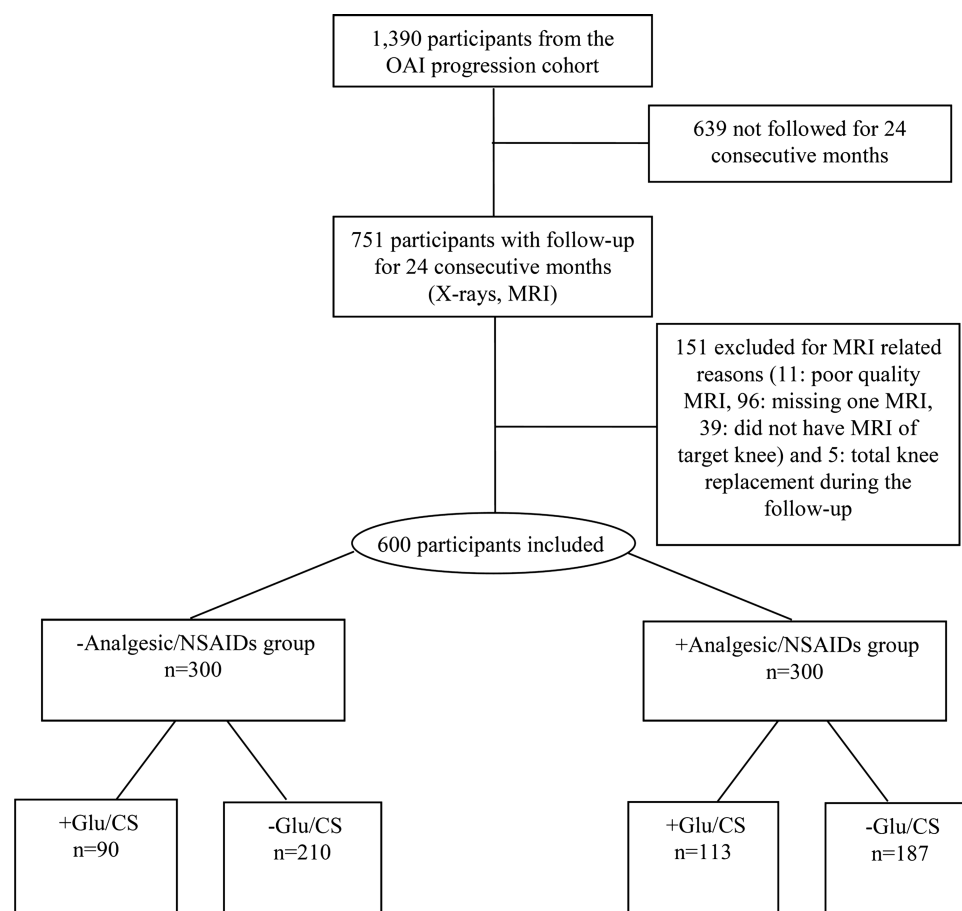 1,390 participants from the
OAI progression cohort
639 not followed for 24
consecutive months
751 participants with follow-up
for 24 consecutive months
(X-rays, MRI)
151 excluded for MRI related
reasons (11: poor quality
MRI, 96: missing one MRI,
39: did not have MRI of
target knee) and 5: total knee
replacement during the
follow-up
600 participants included
-Analgesic/NSAIDs group
n=300
+Analgesic/NSAIDs group
n=300
+Glu/CS
n=90
-Glu/CS
n=210
+Glu/CS
n=113
-Glu/CS
n=187